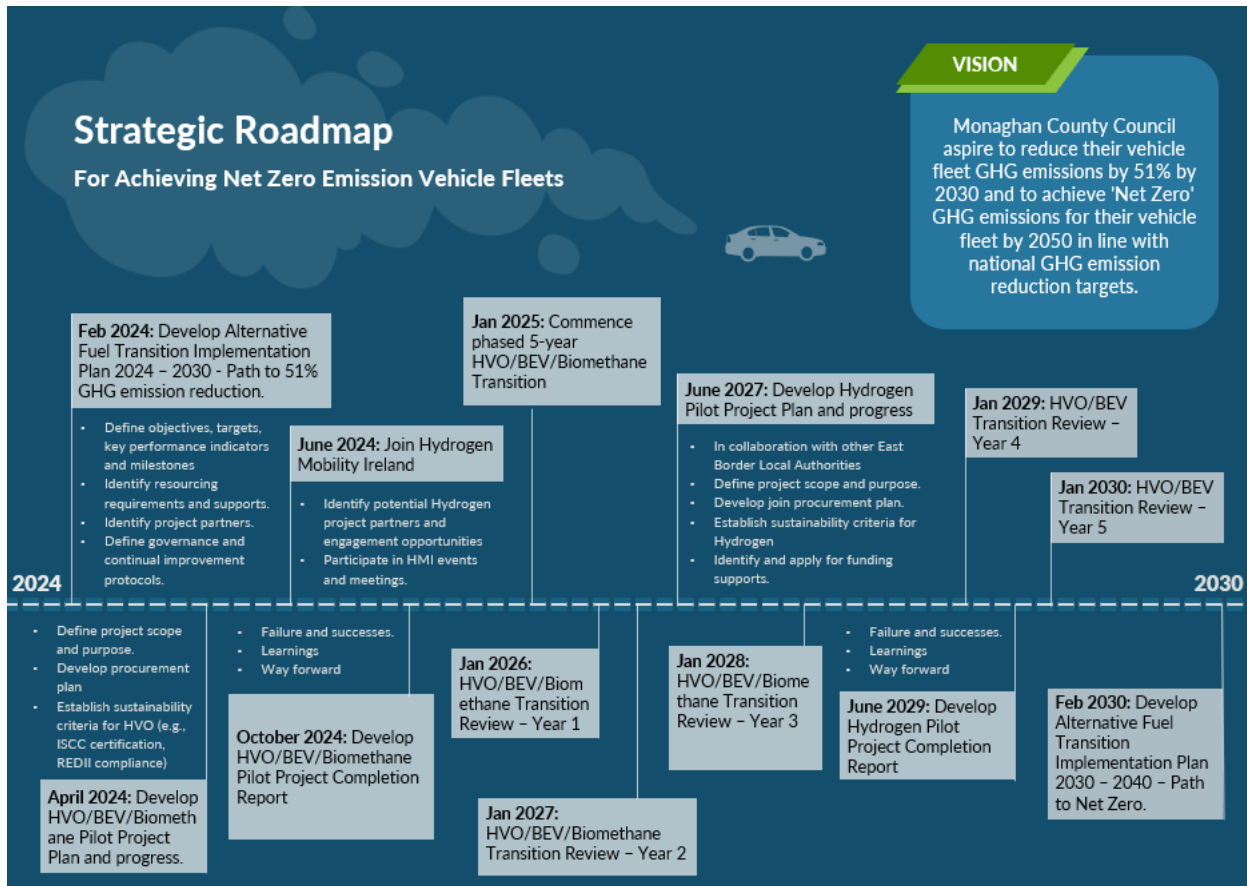 Strategic Roadmap
For Achieving Net Zero Emission Vehicle Fleets
VISION
Monaghan County Council
aspire to reduce their vehicle
fleet GHG emissions by 51% by
2030 and to achieve 'Net Zero'
GHG emissions for their vehicle
fleet by 2050 in line with
national GHG emission
reduction targets.
Feb 2024: Develop Alternative
Fuel Transition Implementation
Plan 2024 – 2030 - Path to 51%
GHG emission reduction.
• Define objectives, targets,
key performance indicators
and milestones
• Identify resourcing
requirements and supports.
• Identify project partners.
• Define governance and
continual improvement
protocols.
June 2024: Join Hydrogen
Mobility Ireland
• Identify potential Hydrogen
project partners and
engagement opportunities
• Participate in HMI events
and meetings.
Jan 2025: Commence
phased 5-year
HVO/BEV/Biomethane
Transition
June 2027: Develop Hydrogen
Pilot Project Plan and progress
• In collaboration with other East
Border Local Authorities
• Define project scope and purpose.
• Develop join procurement plan.
• Establish sustainability criteria for
Hydrogen
• Identify and apply for funding
supports.
Jan 2029: HVO/BEV
Transition Review –
Year 4
Jan 2030: HVO/BEV
Transition Review –
Year 5
2024
2030
• Define project scope
and purpose.
• Develop procurement
plan
• Establish sustainability
criteria for HVO (e.g.,
ISCC certification,
REDII compliance)
April 2024: Develop
HVO/BEV/Biometh
ane Pilot Project
Plan and progress.
• Failure and successes.
• Learnings
• Way forward
October 2024: Develop
HVO/BEV/Biomethane
Pilot Project Completion
Report
Jan 2026:
HVO/BEV/Biom
ethane Transition
Review – Year 1
Jan 2027:
HVO/BEV/Biomethane
Transition Review – Year 2
Jan 2028:
HVO/BEV/Biome
thane Transition
Review – Year 3
• Failure and successes.
• Learnings
• Way forward
June 2029: Develop
Hydrogen Pilot
Project Completion
Report
Feb 2030: Develop
Alternative Fuel
Transition
Implementation Plan
2030 – 2040 – Path
to Net Zero.